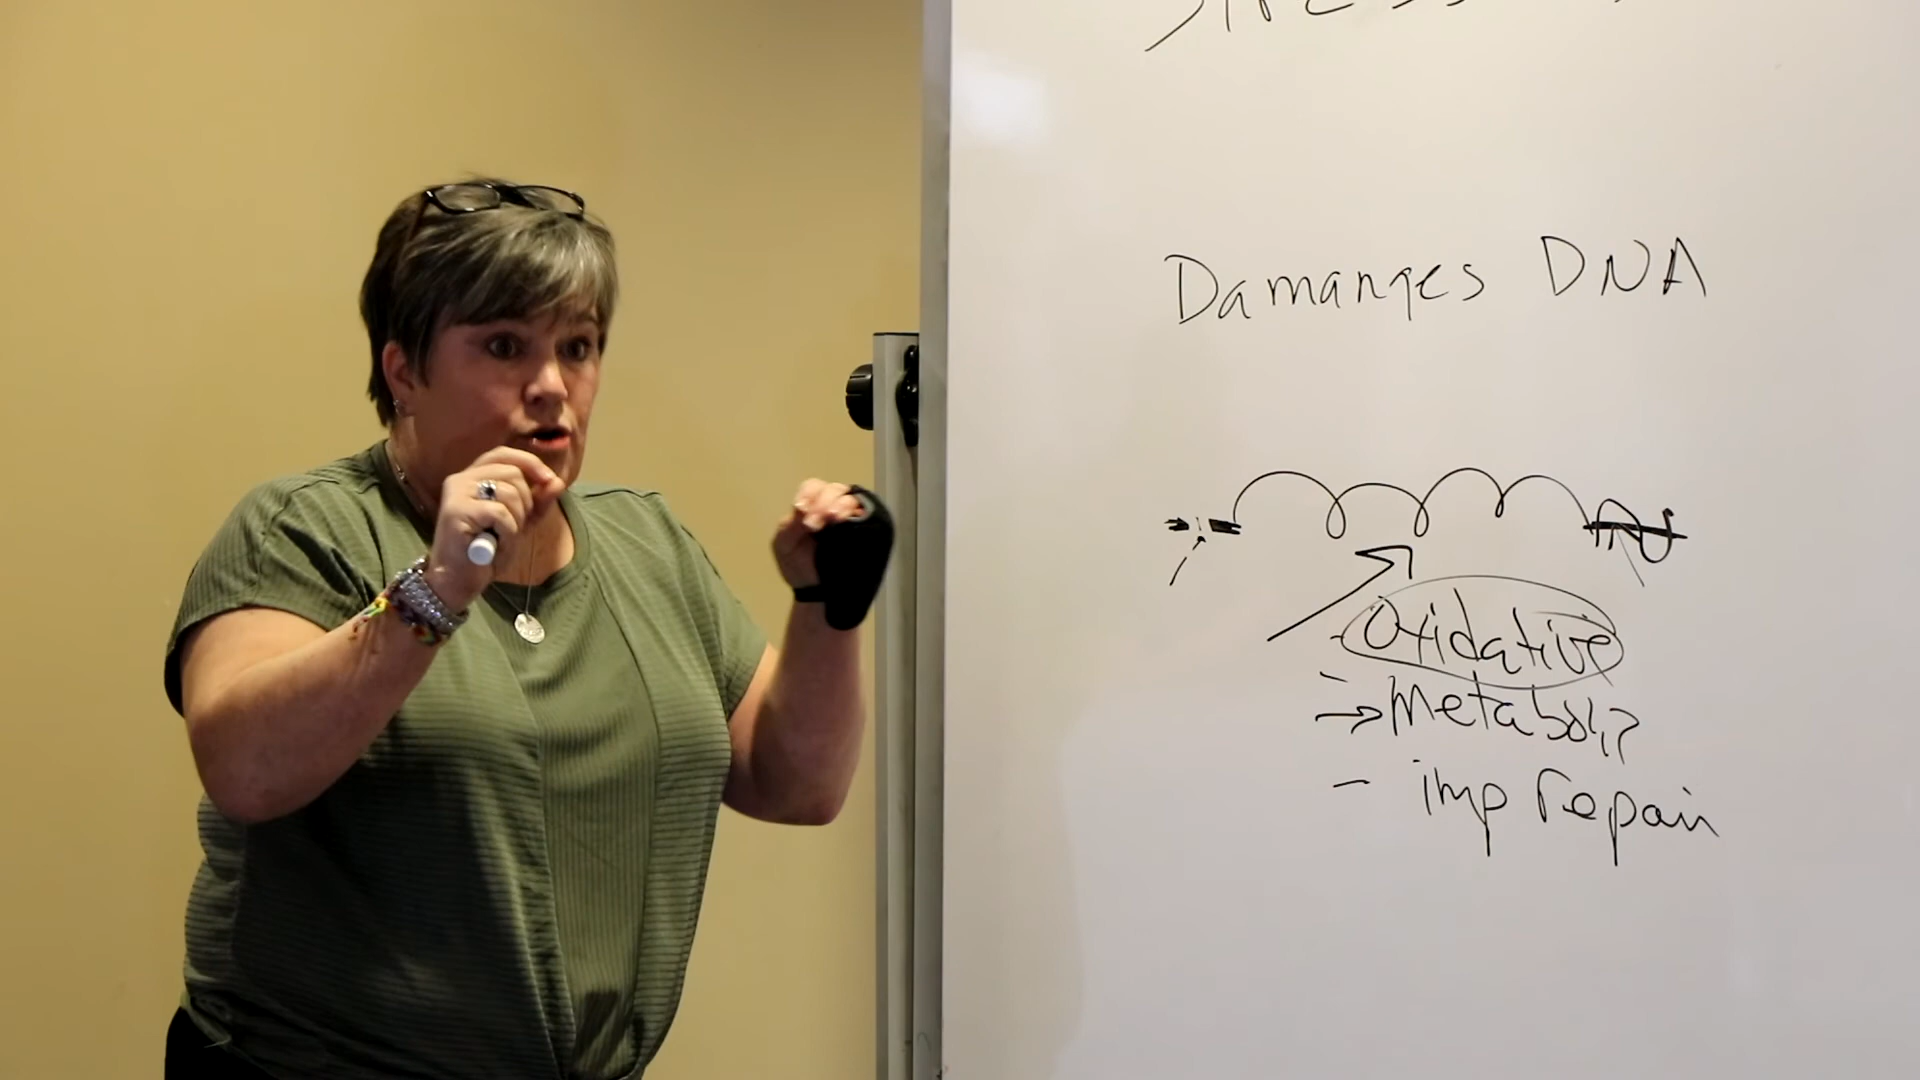 Damanges DNA
- Oxidative
→ Metabolic
- imp repair